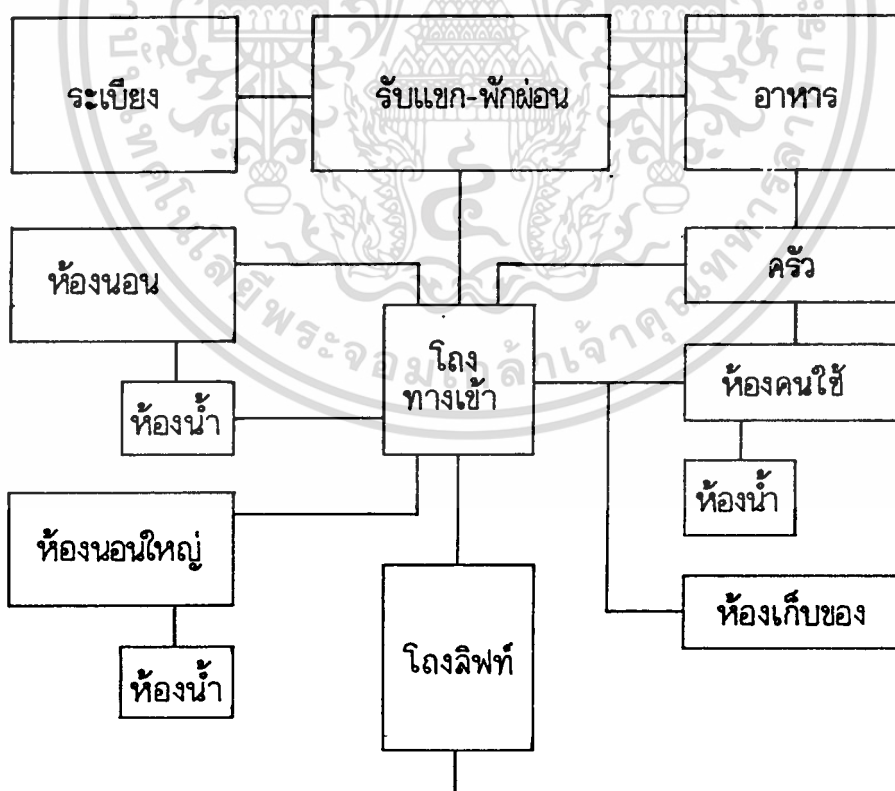 ระเบียง
รับแขก-พักผ่อน
อาหาร
ห้องนอน
ครัว
โถง
ทางเข้า
ห้องคนใช้
ห้องน้ำ
ห้องน้ำ
ห้องนอนใหญ่
ห้องเก็บของ
โถงลิฟท์
ห้องน้ำ